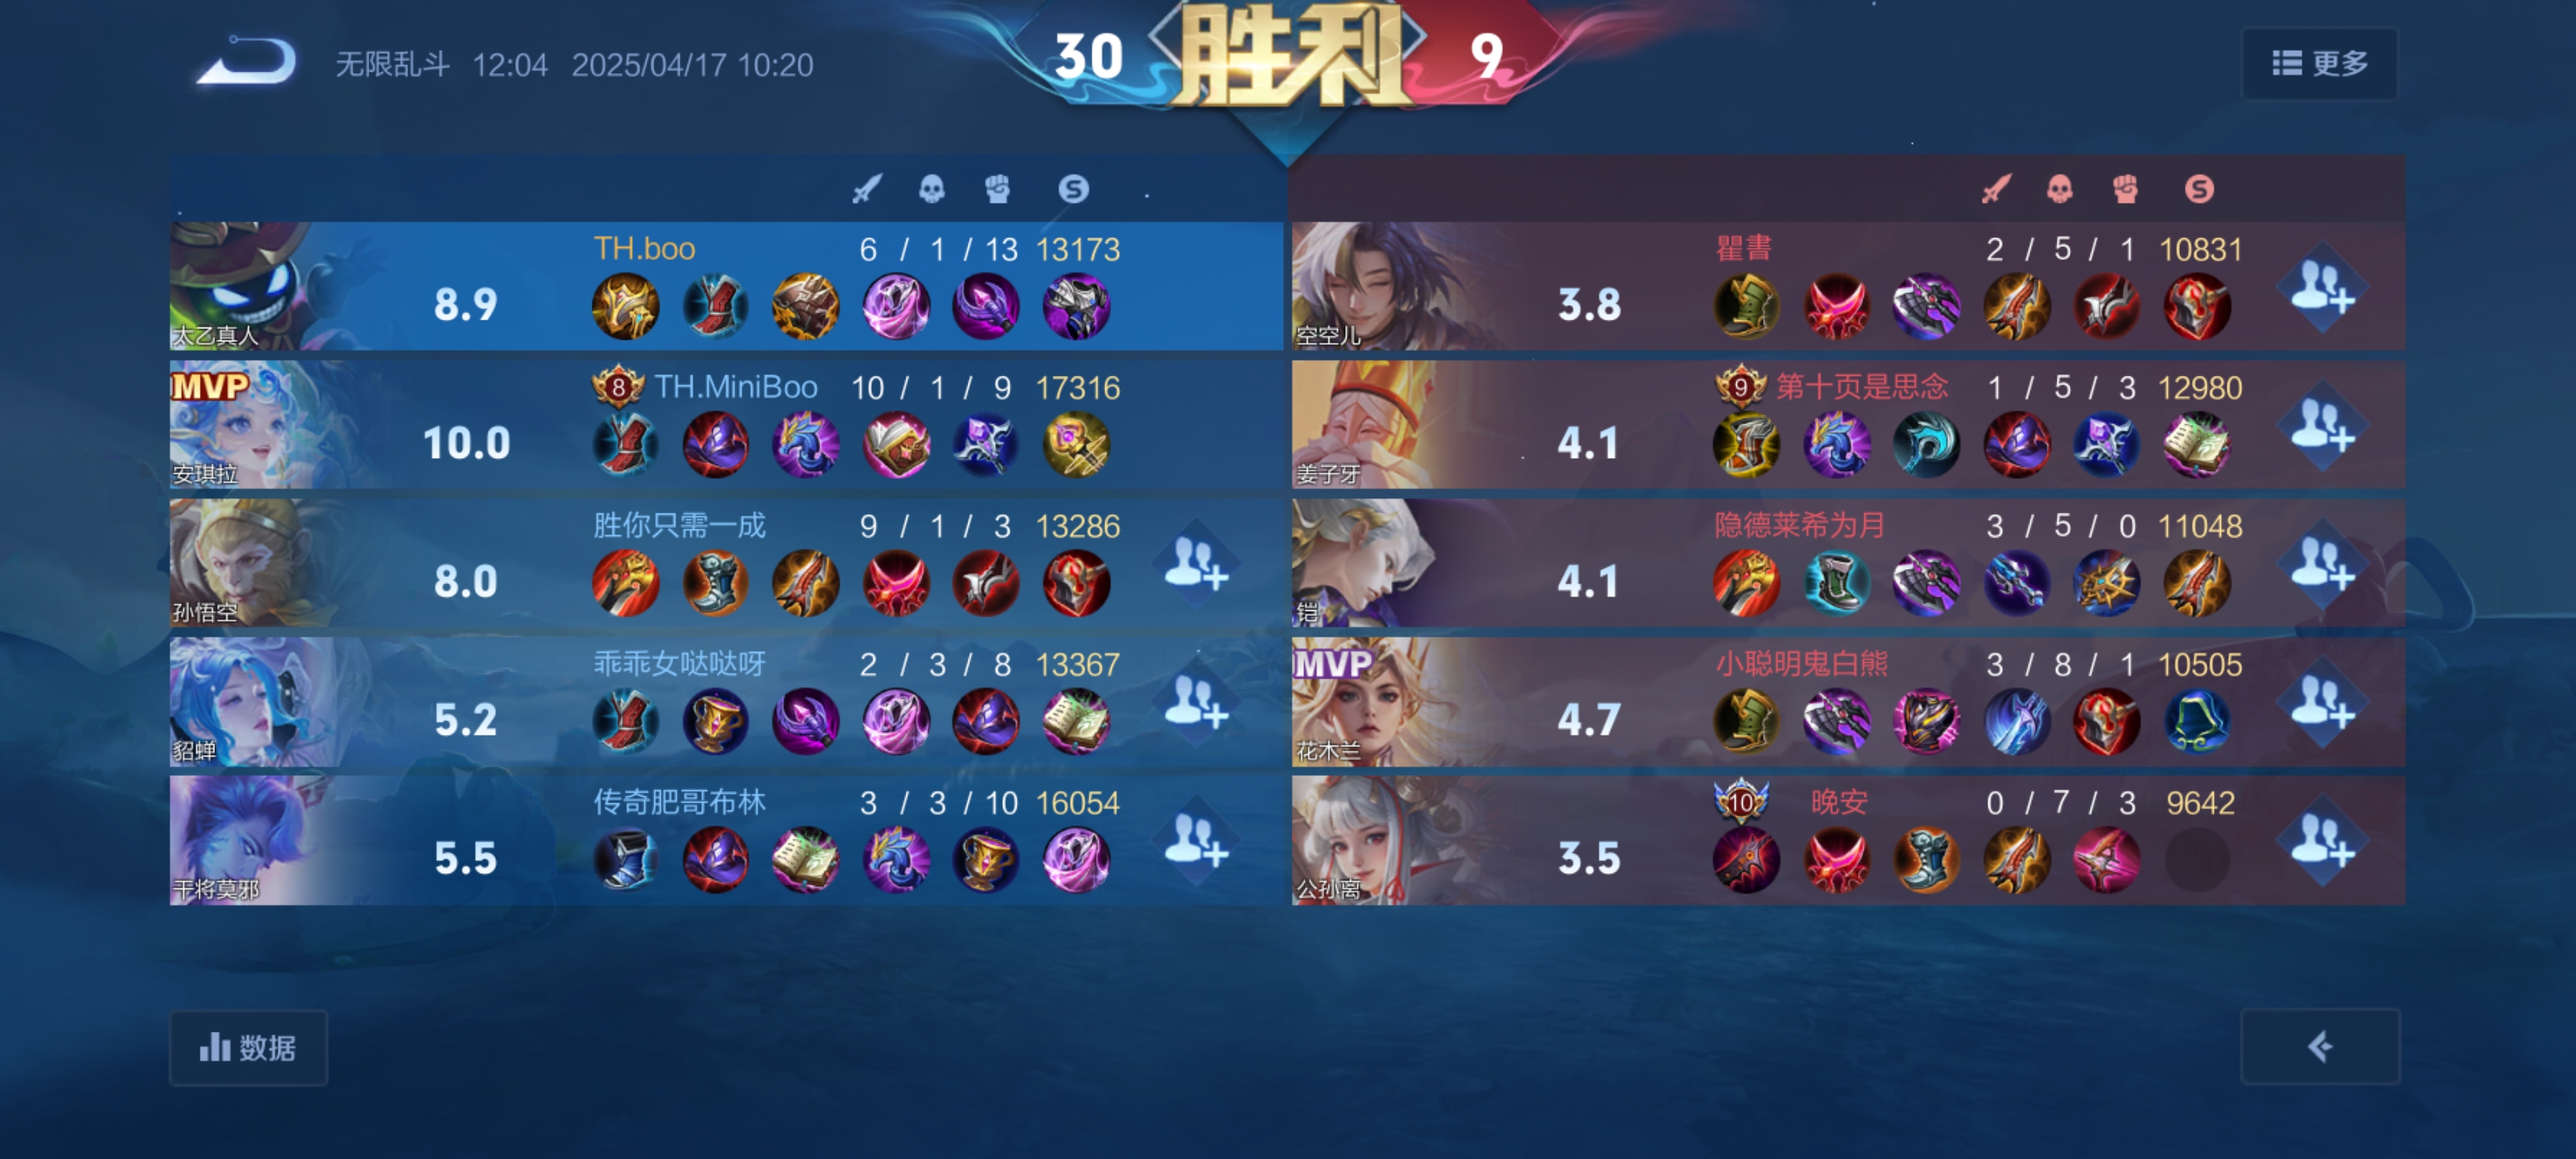 30 胜利 9
无限乱斗 12:04 2025/04/17 10:20
更多
太乙真人 8.9 TH.boo 6 / 1 / 13 13173
MVP 安琪拉 10.0 8 TH.MiniBoo 10 / 1 / 9 17316
孙悟空 8.0 胜你只需一成 9 / 1 / 3 13286
貂蝉 5.2 乖乖女哒哒呀 2 / 3 / 8 13367
干将莫邪 5.5 传奇肥哥布林 3 / 3 / 10 16054
空空儿 3.8 瞿書 2 / 5 / 1 10831
姜子牙 4.1 9 第十页是思念 1 / 5 / 3 12980
铠 4.1 隐德莱希为月 3 / 5 / 0 11048
MVP 花木兰 4.7 小聪明鬼白熊 3 / 8 / 1 10505
公孙离 3.5 10 晚安 0 / 7 / 3 9642
数据